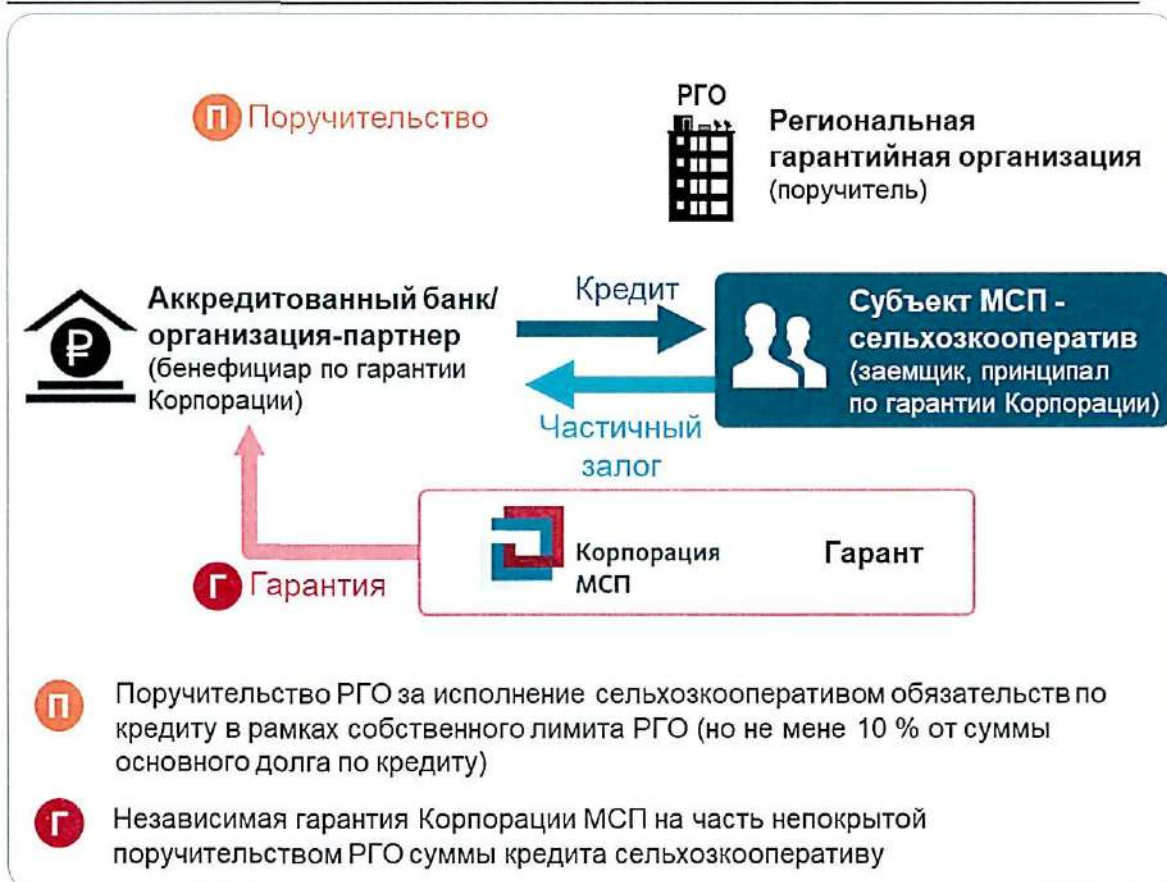 П Поручительство
РГО
Региональная
гарантийная организация
(поручитель)
₽
Аккредитованный банк/
организация-партнер
(бенефициар по гарантии
Корпорации)
Кредит
Частичный
залог
Субъект МСП -
сельхозкооператив
(заемщик, принципал
по гарантии Корпорации)
Корпорация
МСП
Гарант
Г Гарантия
П Поручительство РГО за исполнение сельхозкооперативом обязательств по
кредиту в рамках собственного лимита РГО (но не мене 10 % от суммы
основного долга по кредиту)
Г Независимая гарантия Корпорации МСП на часть непокрытой
поручительством РГО суммы кредита сельхозкооперативу